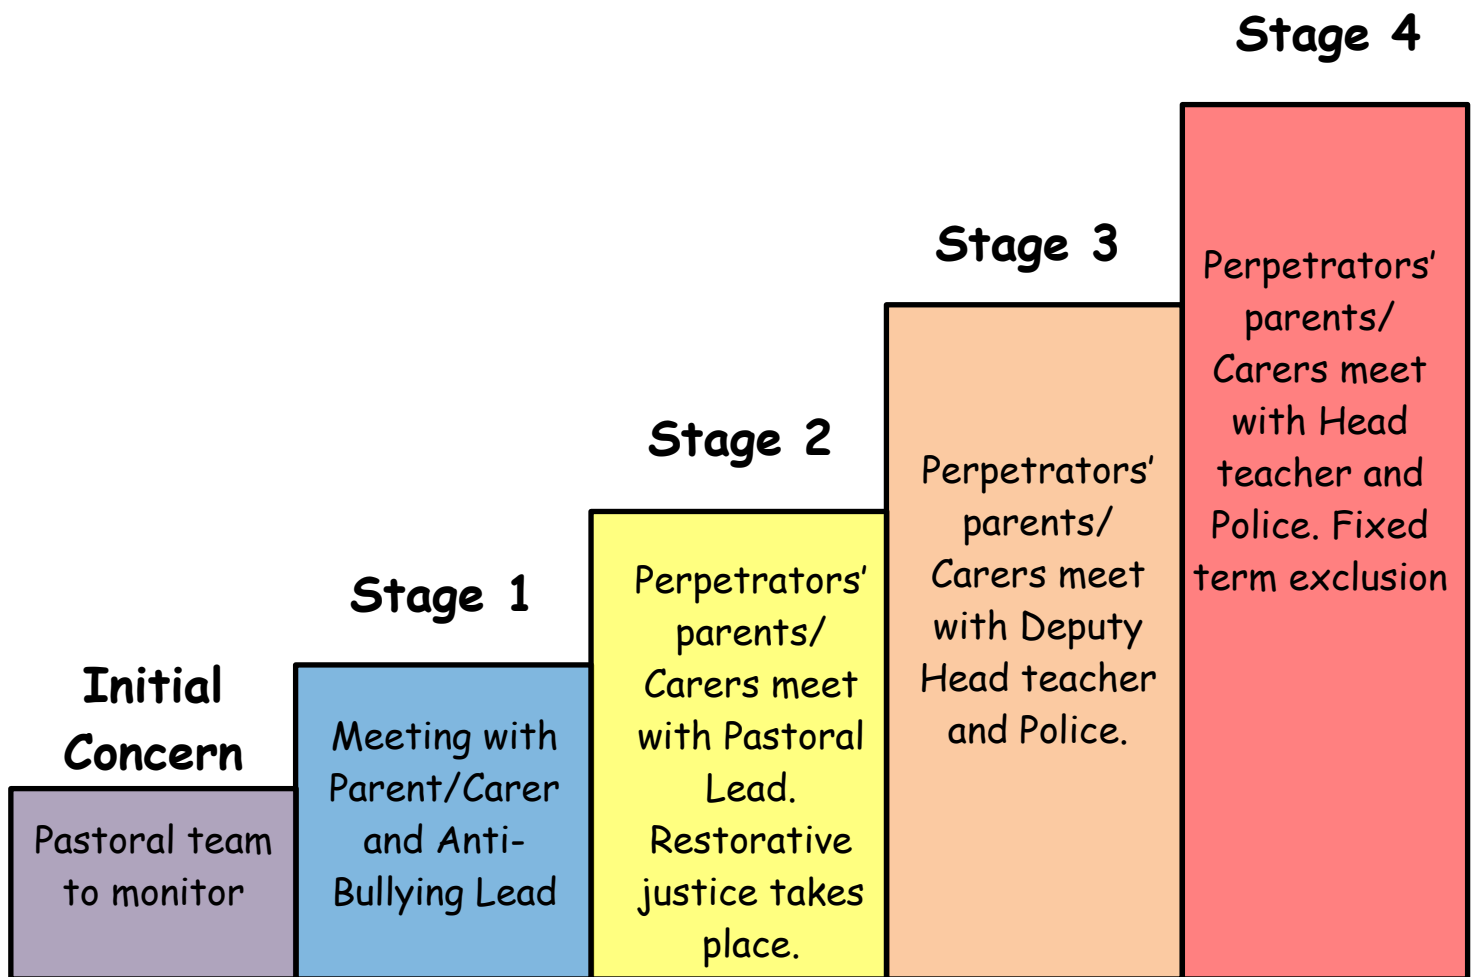 Initial
Concern
Pastoral team
to monitor
Stage 1
Meeting with
Parent/Carer
and Anti-
Bullying Lead
Stage 2
Perpetrators’
parents/
Carers meet
with Pastoral
Lead.
Restorative
justice takes
place.
Stage 3
Perpetrators’
parents/
Carers meet
with Deputy
Head teacher
and Police.
Stage 4
Perpetrators’
parents/
Carers meet
with Head
teacher and
Police. Fixed
term exclusion